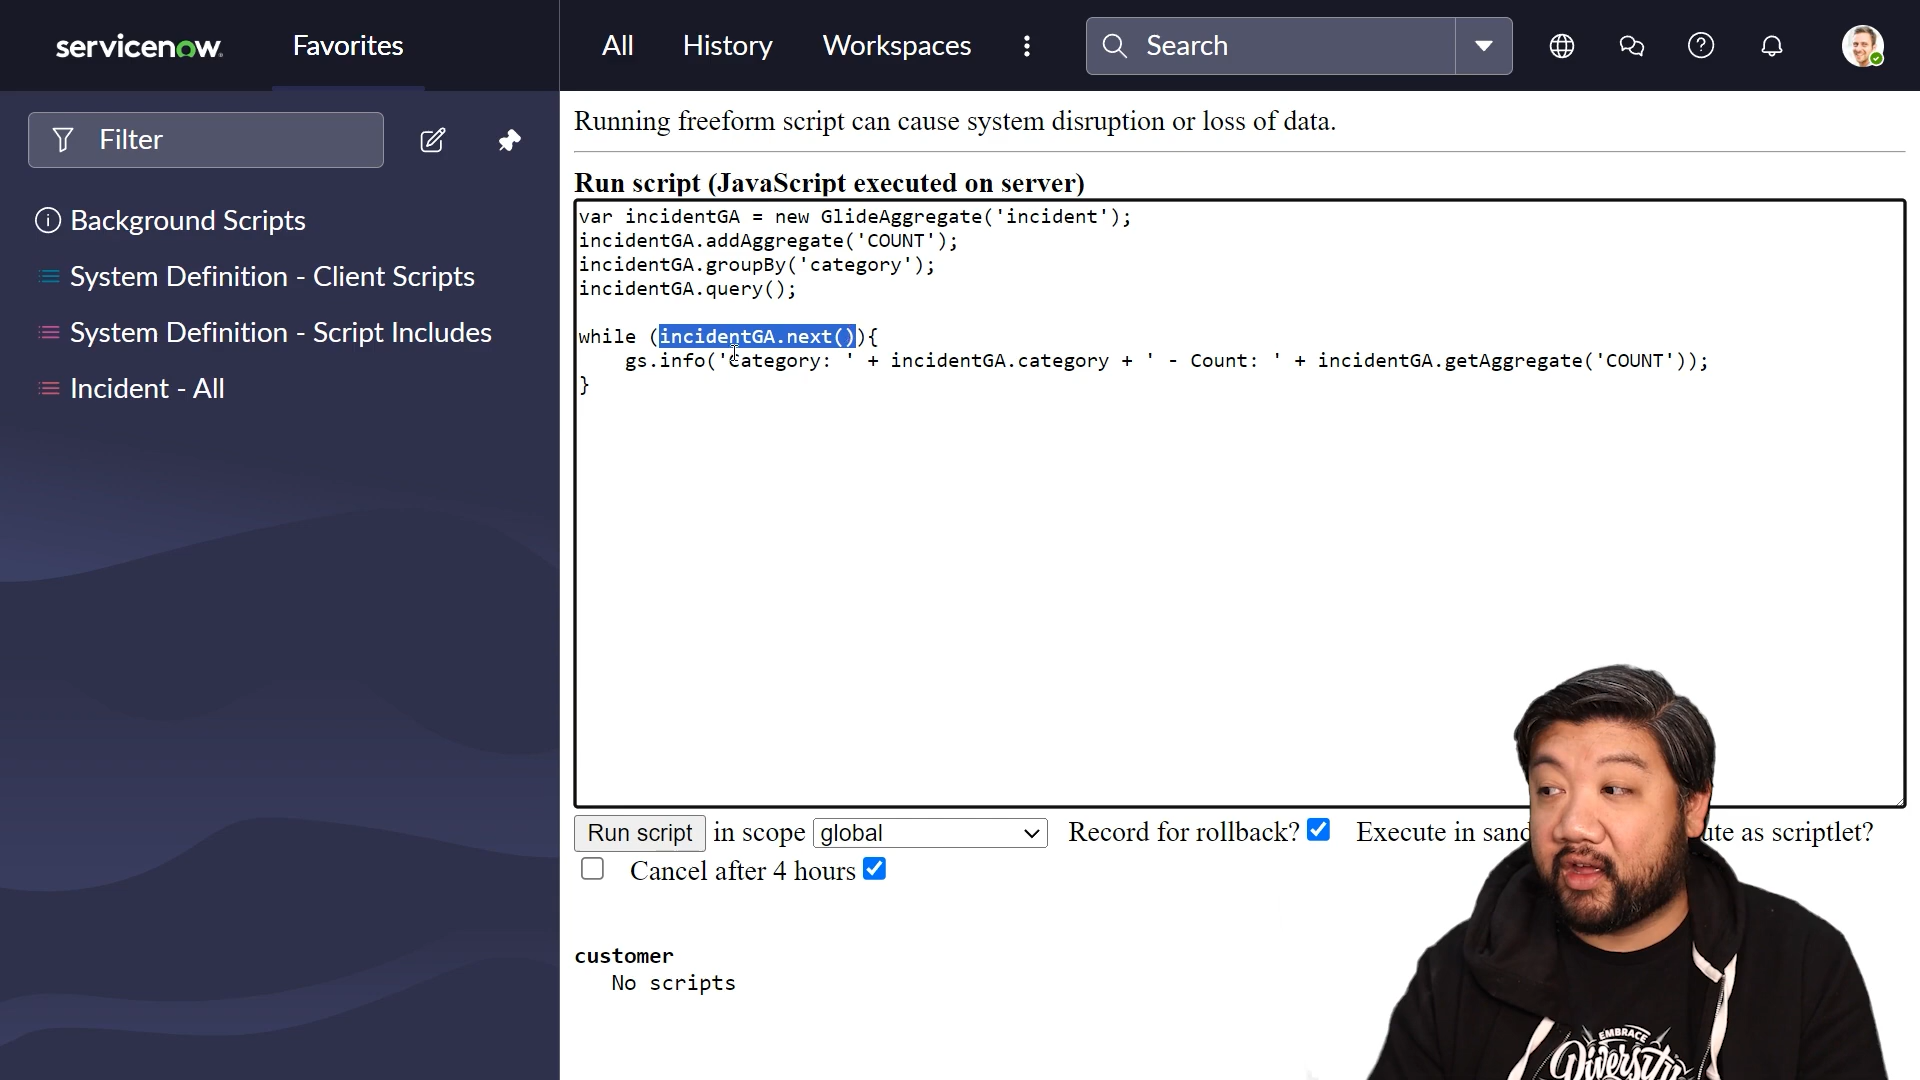 servicenow
Favorites
All
History
Workspaces
Search
Filter
Background Scripts
System Definition - Client Scripts
System Definition - Script Includes
Incident - All
Running freeform script can cause system disruption or loss of data.
Run script (JavaScript executed on server)
var incidentGA = new GlideAggregate('incident');
incidentGA.addAggregate('COUNT');
incidentGA.groupBy('category');
incidentGA.query();
while (incidentGA.next()){
gs.info('Category: ' + incidentGA.category + ' - Count: ' + incidentGA.getAggregate('COUNT'));
}
Run script in scope global Record for rollback? Execute in sand ute as scriptlet?
Cancel after 4 hours
customer
No scripts
EMBRACE
Diversity